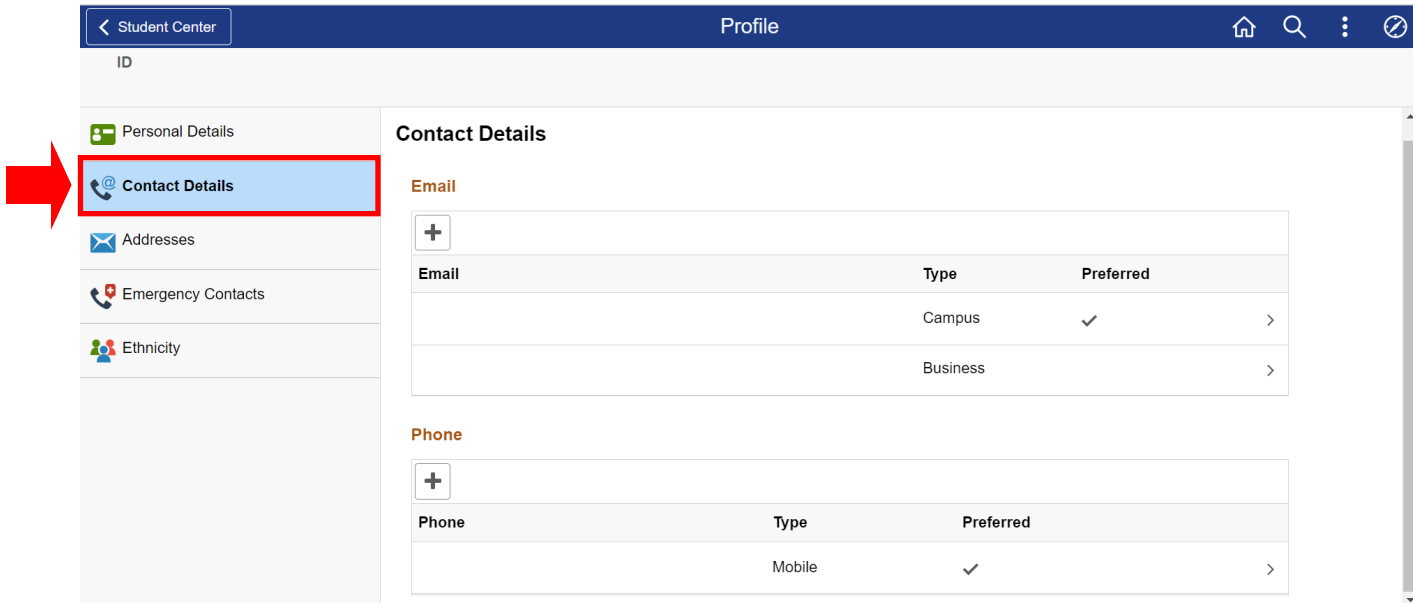 Student Center
Profile
ID
Personal Details
Contact Details
Addresses
Emergency Contacts
Ethnicity
Contact Details
Email
Email Type Preferred
Campus
Business
Phone
Phone Type Preferred
Mobile